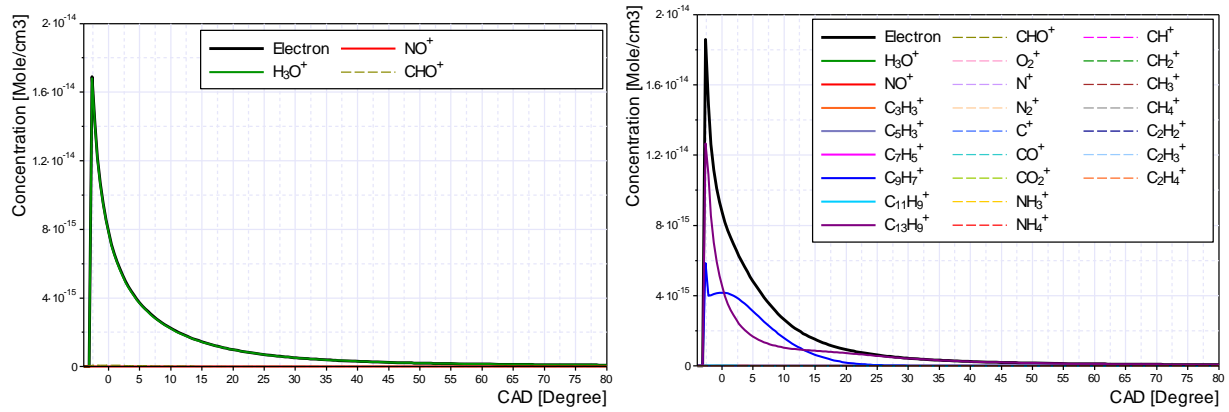 2·10⁻¹⁴
1.6·10⁻¹⁴
1.2·10⁻¹⁴
8·10⁻¹⁵
4·10⁻¹⁵
0
Concentration [Mole/cm3]
Electron
H₃O⁺
NO⁺
CHO⁺
0 5 10 15 20 25 30 35 40 45 50 55 60 65 70 75 80
CAD [Degree]
2·10⁻¹⁴
1.6·10⁻¹⁴
1.2·10⁻¹⁴
8·10⁻¹⁵
4·10⁻¹⁵
0
Concentration [Mole/cm3]
Electron
H₃O⁺
NO⁺
C₃H₃⁺
C₅H₃⁺
C₇H₅⁺
C₉H₇⁺
C₁₁H₉⁺
C₁₃H₉⁺
CHO⁺
O₂⁺
N⁺
N₂⁺
C⁺
CO⁺
CO₂⁺
NH₃⁺
NH₄⁺
CH⁺
CH₂⁺
CH₃⁺
CH₄⁺
C₂H₂⁺
C₂H₃⁺
C₂H₄⁺
0 5 10 15 20 25 30 35 40 45 50 55 60 65 70 75 80
CAD [Degree]